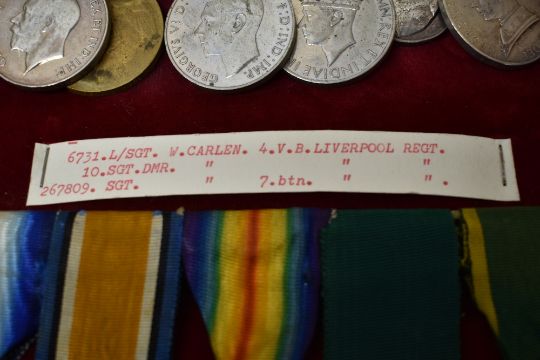 6731.L/SGT. W.CARLEN. 4.V.B.LIVERPOOL REGT.
10.SGT.DMR. " " " "
267809. SGT. " 7.btn. " ".